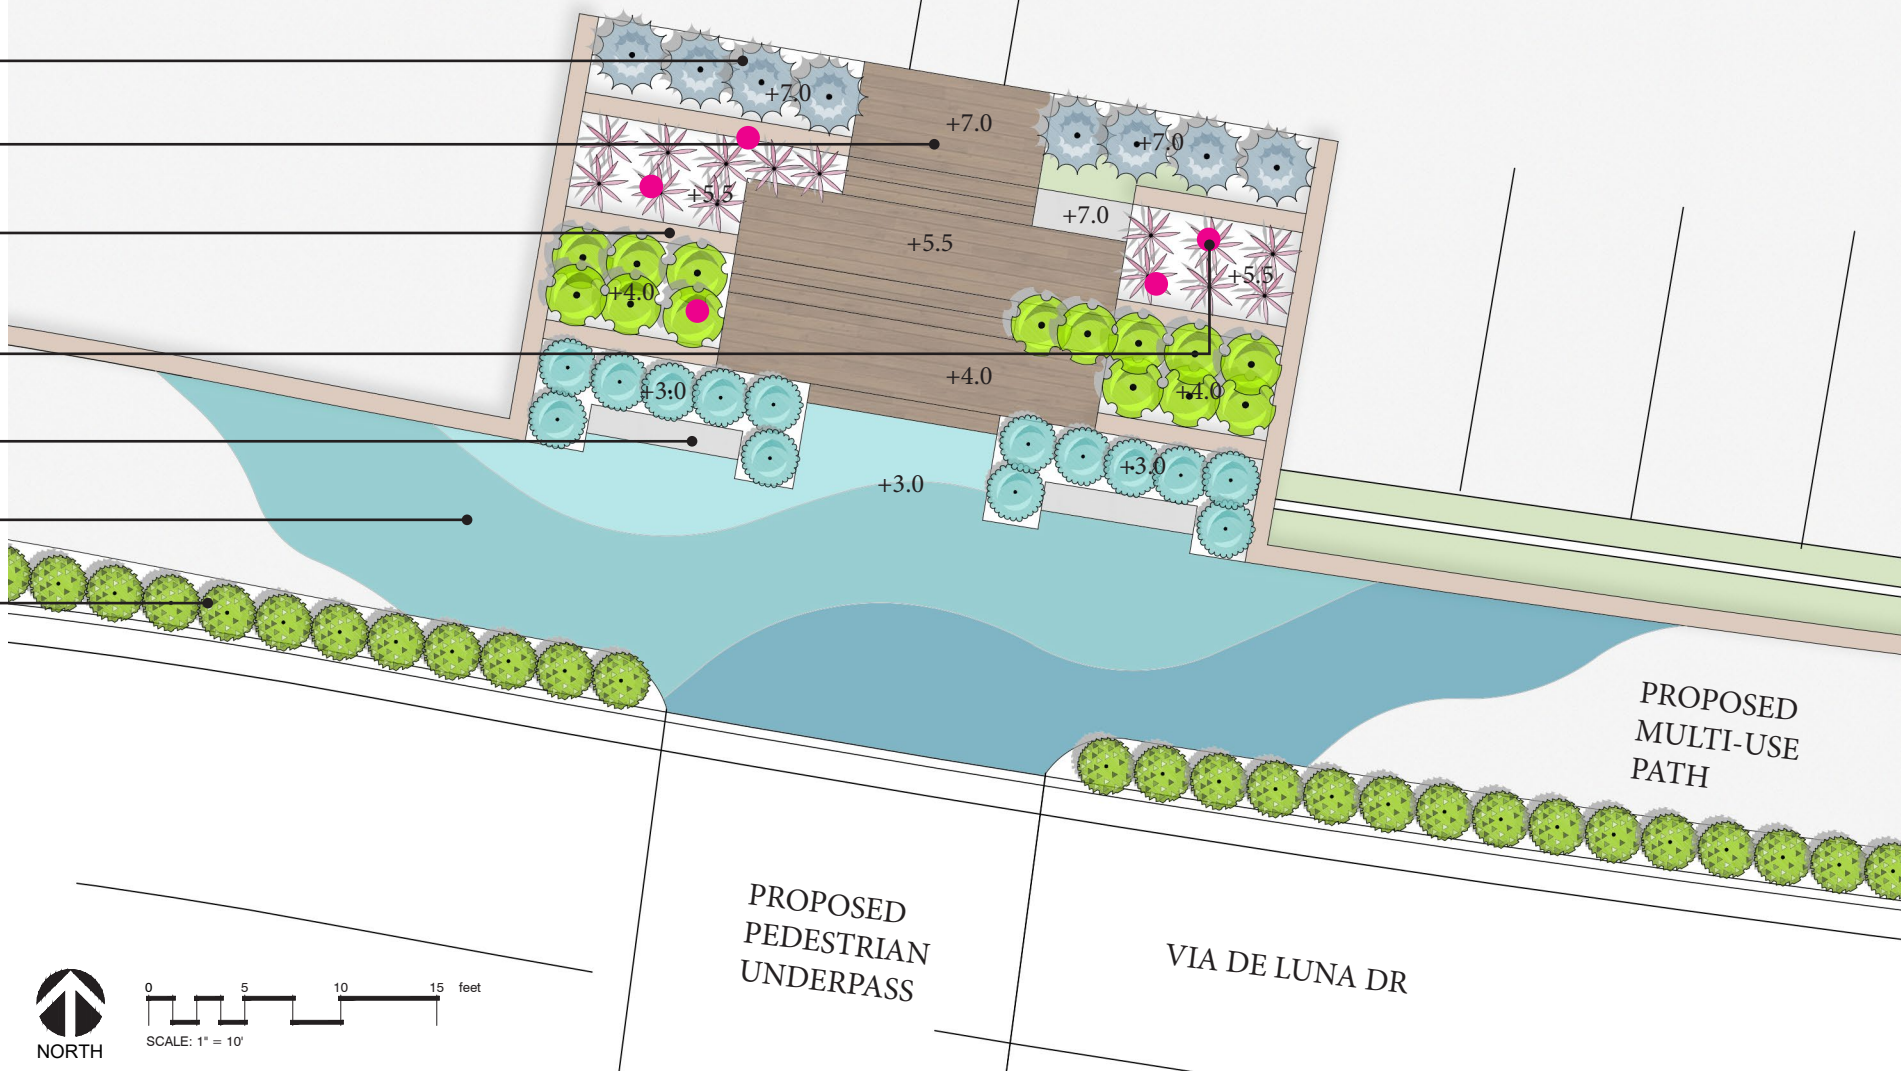 +7.0
+7.0
+7.0
+5.5
+7.0
+5.5
+5.5
+4.0
+4.0
+3.0
+4.0
+3.0
+3.0
PROPOSED
MULTI-USE
PATH
PROPOSED
PEDESTRIAN
UNDERPASS
VIA DE LUNA DR
0 5 10 15 feet
SCALE: 1" = 10'
NORTH